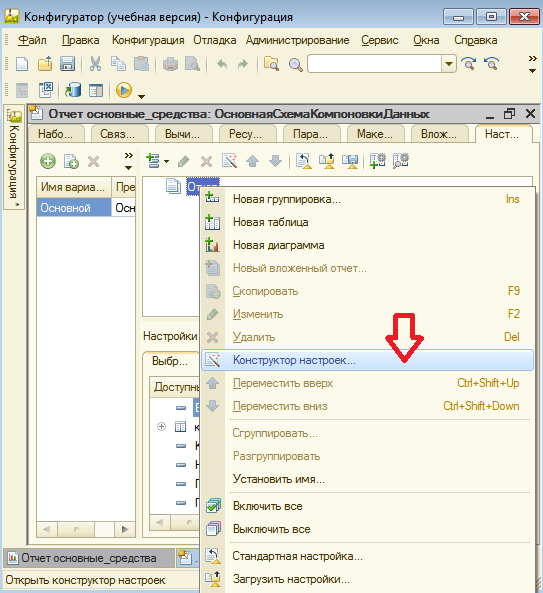 Конфигуратор (учебная версия) - Конфигурация
Файл Правка Конфигурация Отладка Администрирование Сервис Окна Справка
Конфигурация *
Отчет основные_средства: ОсновнаяСхемаКомпоновкиДанных
Набо... Связ... Вычи... Ресу... Пара... Маке... Влож... Наст...
Имя вариа... Пре
Основной Осн
Новая группировка... Ins
Новая таблица
Новая диаграмма
Новый вложенный отчет...
Скопировать F9
Изменить F2
Удалить Del
Конструктор настроек...
Переместить вверх Ctrl+Shift+Up
Переместить вниз Ctrl+Shift+Down
Сгруппировать...
Разгруппировать
Установить имя...
Включить все
Выключить все
Стандартная настройка...
Загрузить настройки...
Настройки
Выбр...
Доступны
Отчет основные_средства
Открыть конструктор настроек